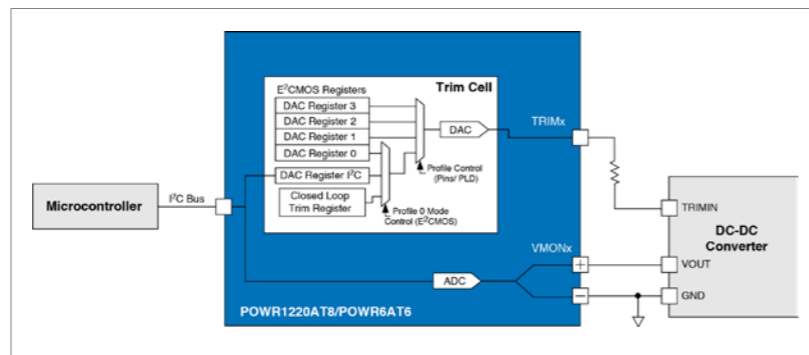 E²CMOS Registers
Trim Cell
DAC Register 3
DAC Register 2
DAC Register 1
DAC Register 0
DAC Register I²C
Closed Loop
Trim Register
DAC
Profile Control
(Pins/ PLD)
Profile 0 Mode
Control (E²CMOS)
TRIMx
Microcontroller
I²C Bus
TRIMIN
DC-DC
Converter
VMONx
ADC
+
VOUT
–
GND
POWR1220AT8/POWR6AT6